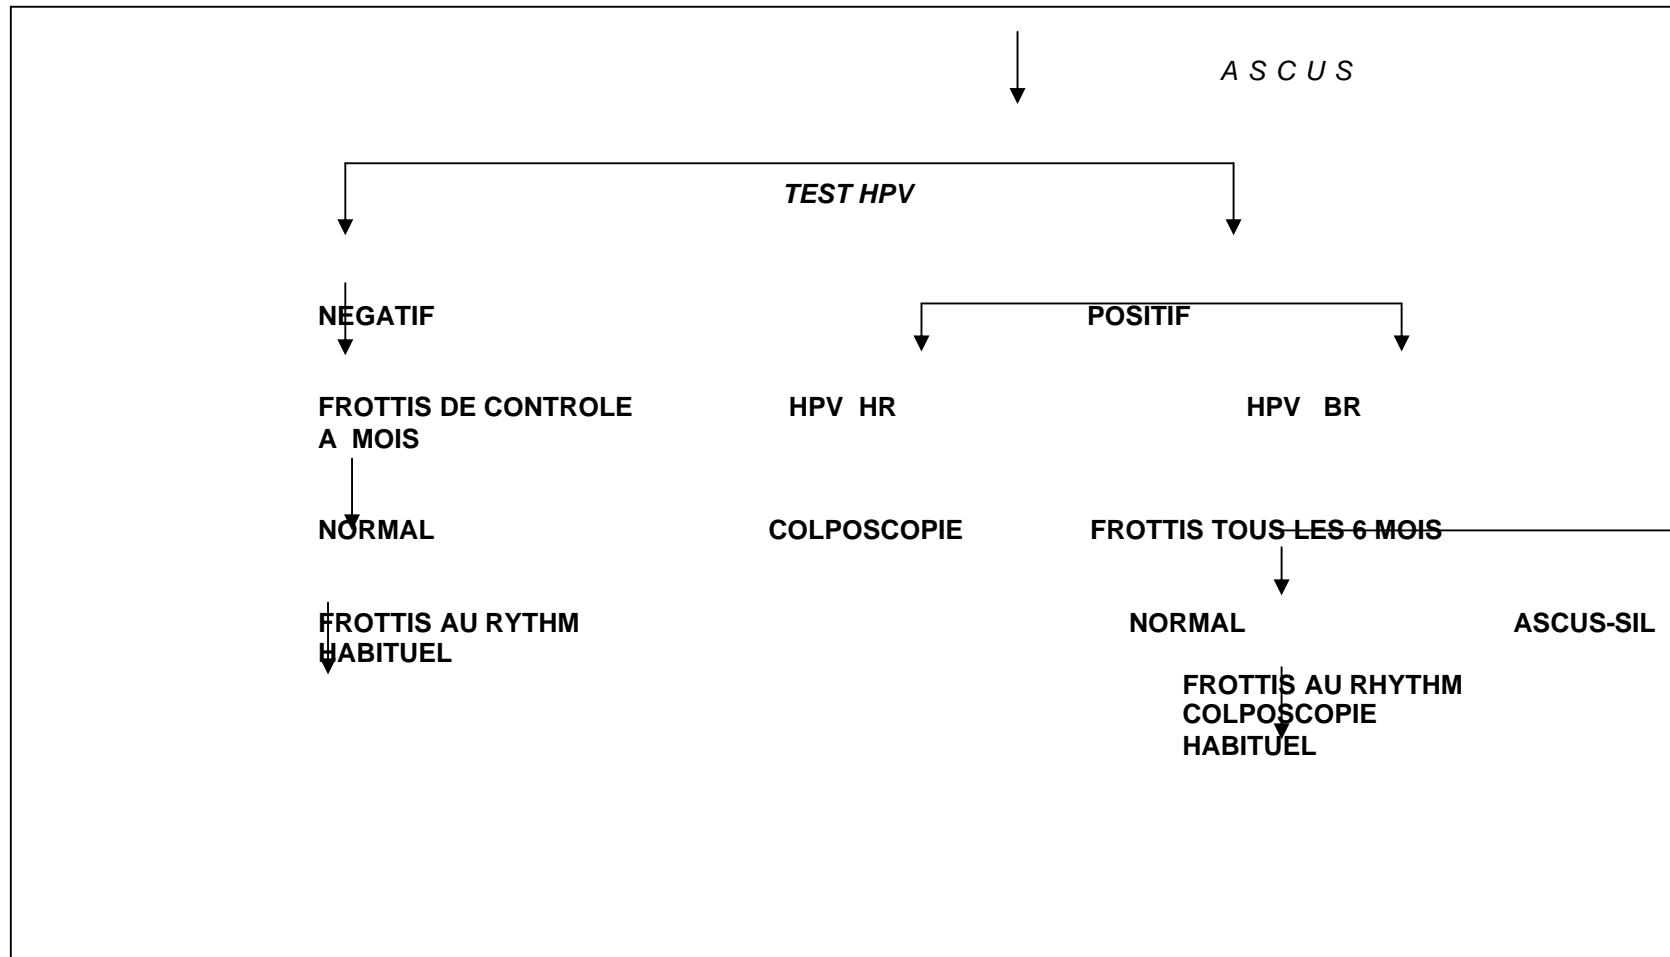 A S C U S
TEST HPV
NEGATIF POSITIF
FROTTIS DE CONTROLE HPV HR HPV BR
A MOIS
NORMAL COLPOSCOPIE FROTTIS TOUS LES 6 MOIS
FROTTIS AU RYTHM NORMAL ASCUS-SIL
HABITUEL
FROTTIS AU RHYTHM
COLPOSCOPIE
HABITUEL